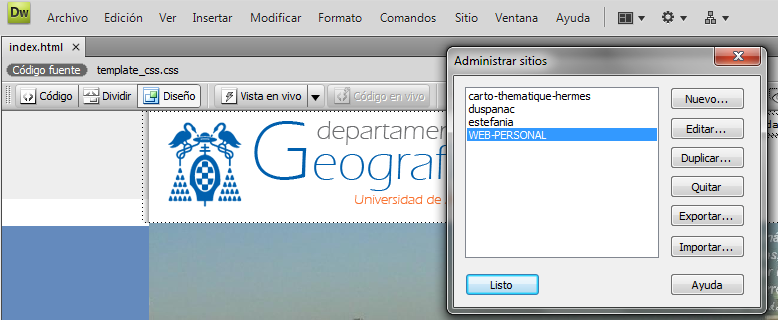 Dw Archivo Edición Ver Insertar Modificar Formato Comandos Sitio Ventana Ayuda
index.html
Código fuente template_css.css
Código Dividir Diseño Vista en vivo Código en vivo
departamen
Geograf
Universidad de
Administrar sitios
carto-thematique-hermes
duspanac
estefania
WEB-PERSONAL
Nuevo...
Editar...
Duplicar...
Quitar
Exportar...
Importar...
Listo
Ayuda